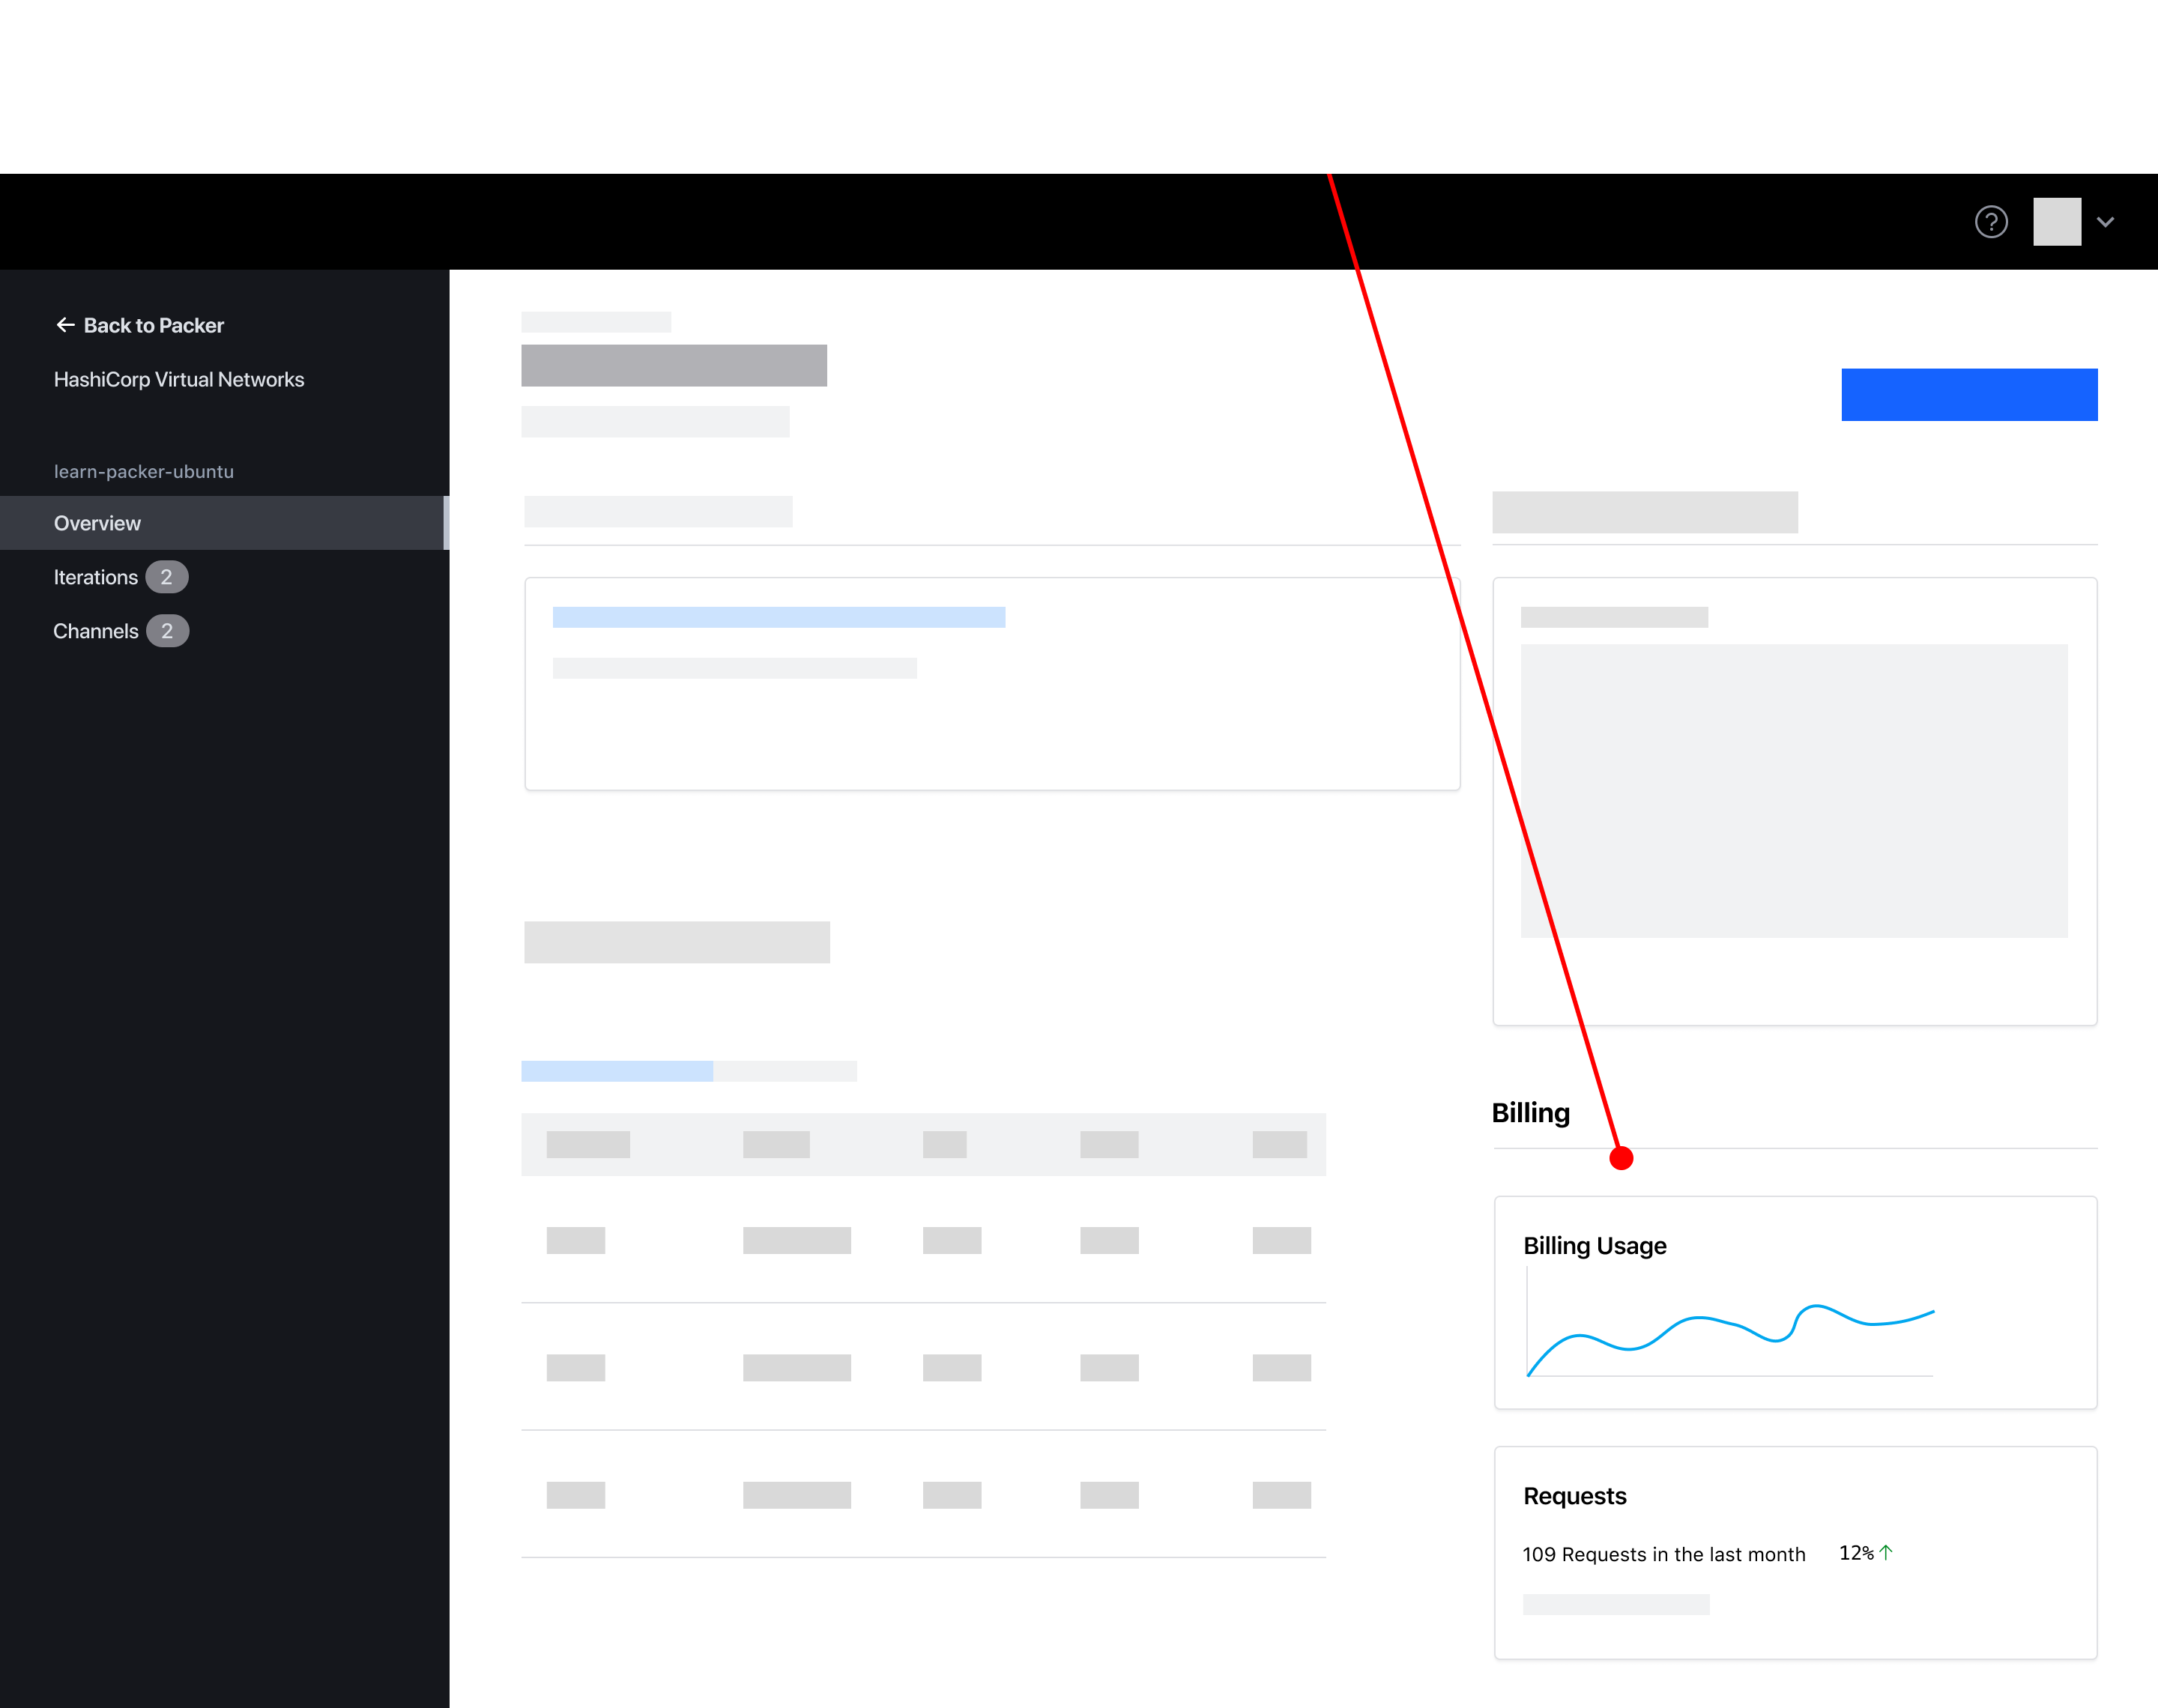 ← Back to Packer
HashiCorp Virtual Networks
learn-packer-ubuntu
Overview
Iterations 2
Channels 2
Billing
Billing Usage
Requests
109 Requests in the last month 12%↑